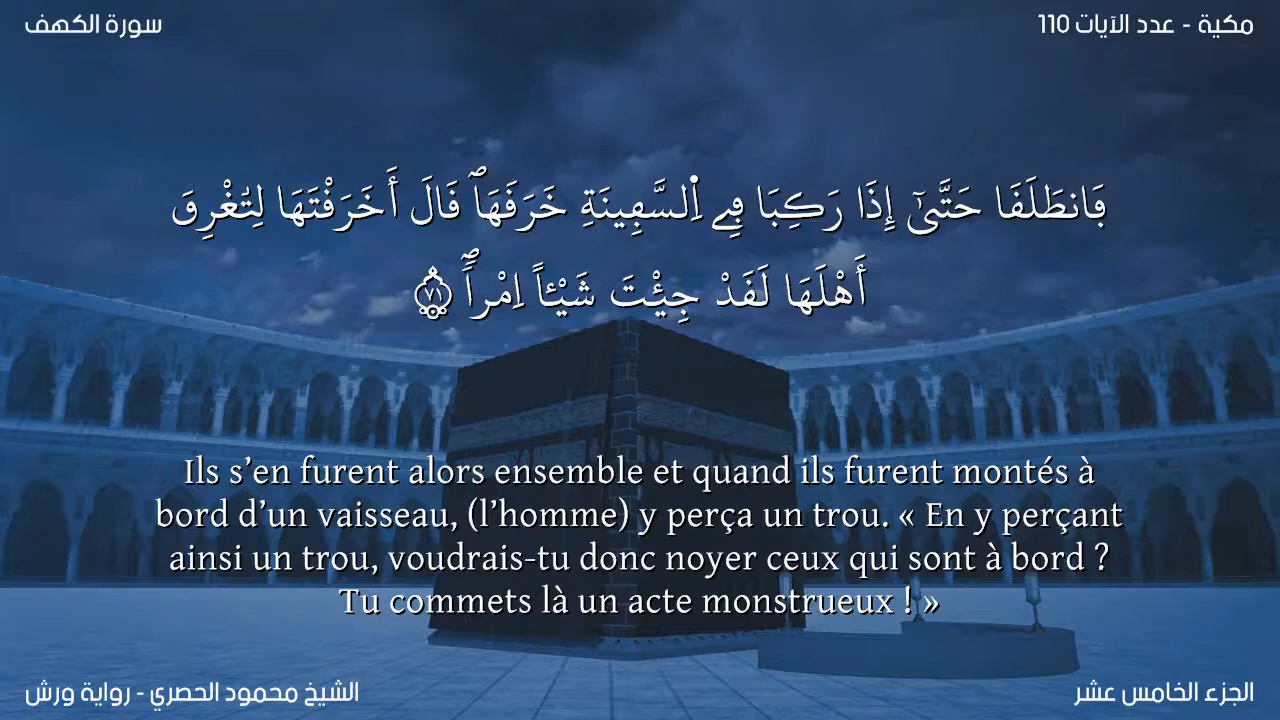 سورة الكهف
مكية - عدد الآيات 110
فَانطَلَقَا حَتَّىٰٓ إِذَا رَكِبَا فِے اِ۬لسَّفِينَةِ خَرَقَهَاۖ قَالَ أَخَرَقْتَهَا لِتُغْرِقَ
أَهْلَهَا لَقَدْ جِئْتَ شَيْـٔاً اِمْراٗۖ ٧١
Ils s’en furent alors ensemble et quand ils furent montés à
bord d’un vaisseau, (l’homme) y perça un trou. « En y perçant
ainsi un trou, voudrais-tu donc noyer ceux qui sont à bord ?
Tu commets là un acte monstrueux ! »
الشيخ محمود الحصري - رواية ورش
الجزء الخامس عشر